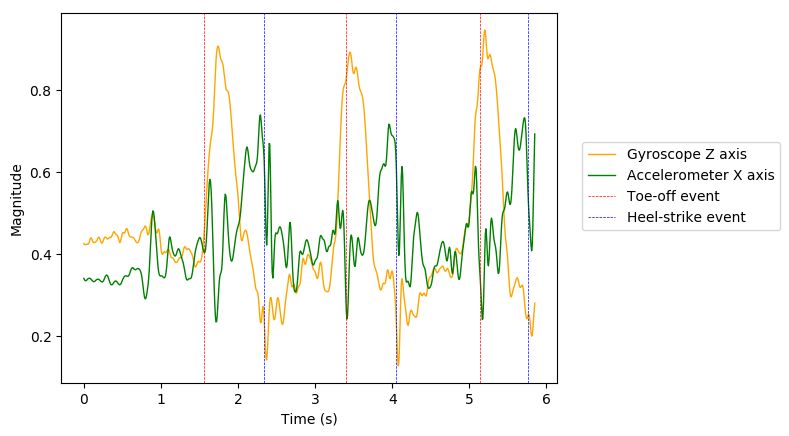 Magnitude
0.8
0.6
0.4
0.2
0 1 2 3 4 5 6
Time (s)
Gyroscope Z axis
Accelerometer X axis
Toe-off event
Heel-strike event